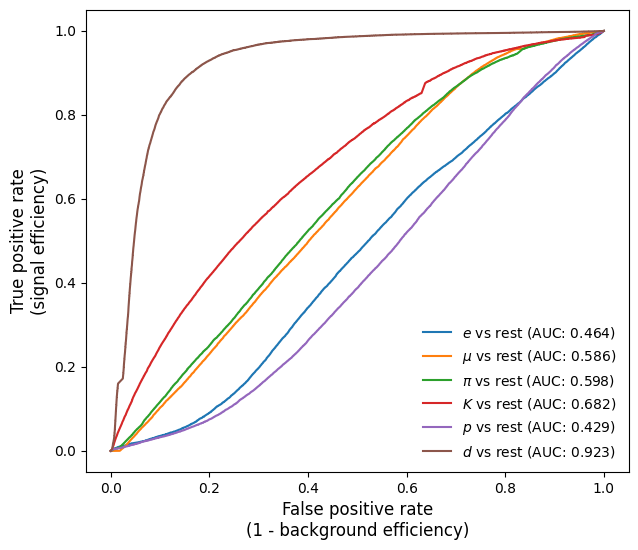 True positive rate
(signal efficiency)
1.0
0.8
0.6
0.4
0.2
0.0
e vs rest (AUC: 0.464)
μ vs rest (AUC: 0.586)
π vs rest (AUC: 0.598)
K vs rest (AUC: 0.682)
p vs rest (AUC: 0.429)
d vs rest (AUC: 0.923)
0.0 0.2 0.4 0.6 0.8 1.0
False positive rate
(1 - background efficiency)